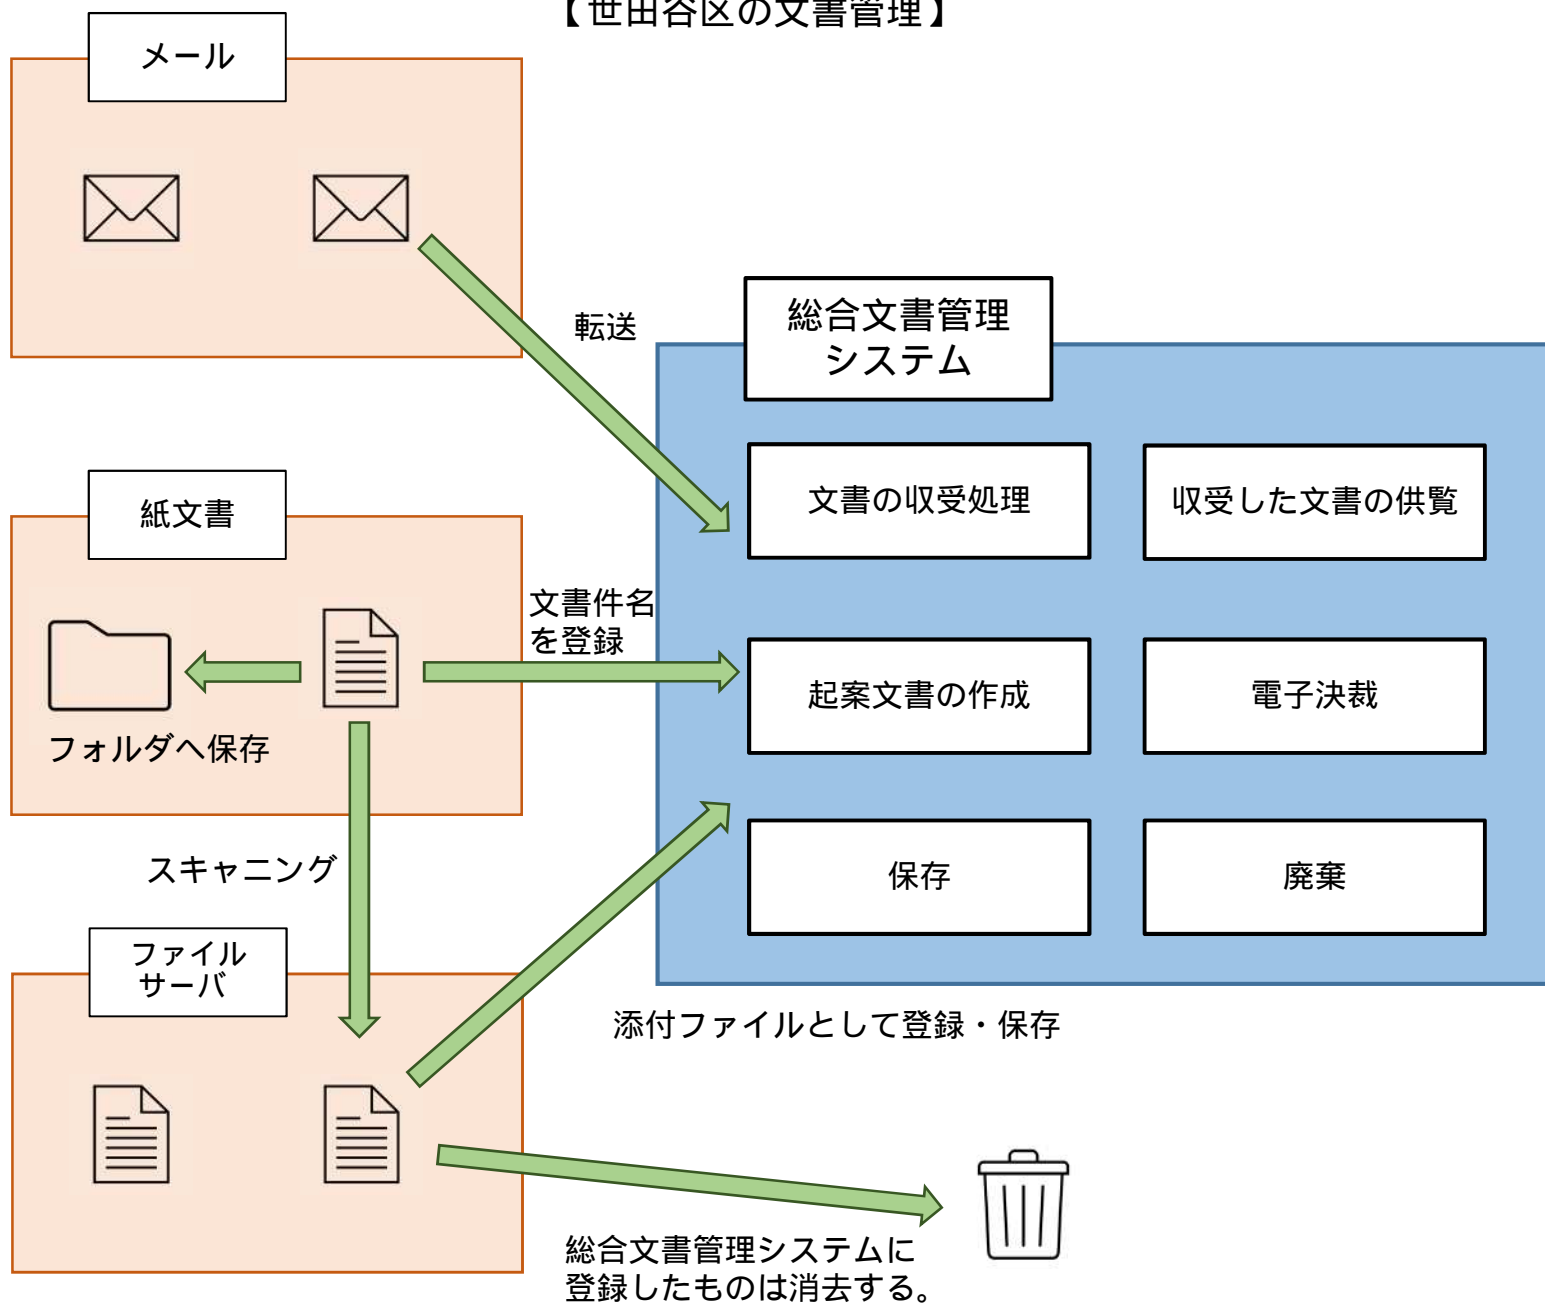 【世田谷区の文書管理】
メール
転送
総合文書管理
システム
文書の収受処理
収受した文書の供覧
紙文書
文書件名
を登録
起案文書の作成
電子決裁
フォルダへ保存
スキャニング
保存
廃棄
ファイル
サーバ
添付ファイルとして登録・保存
総合文書管理システムに
登録したものは消去する。